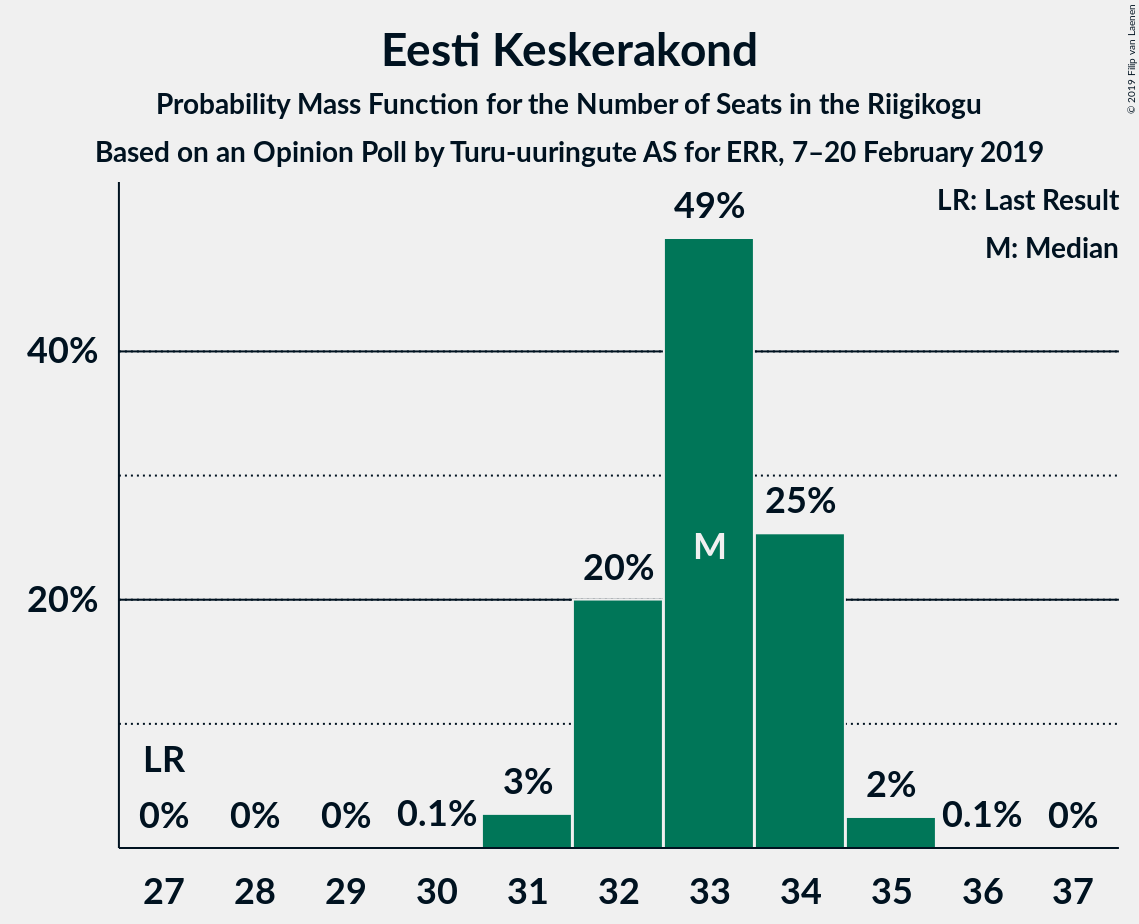 Eesti Keskerakond
Probability Mass Function for the Number of Seats in the Riigikogu
Based on an Opinion Poll by Turu-uuringute AS for ERR, 7–20 February 2019
© 2019 Filip van Laenen
LR: Last Result
M: Median
49%
40%
25%
M
20%
20%
LR
3%
2%
0% 0% 0% 0.1% 0.1% 0%
27 28 29 30 31 32 33 34 35 36 37